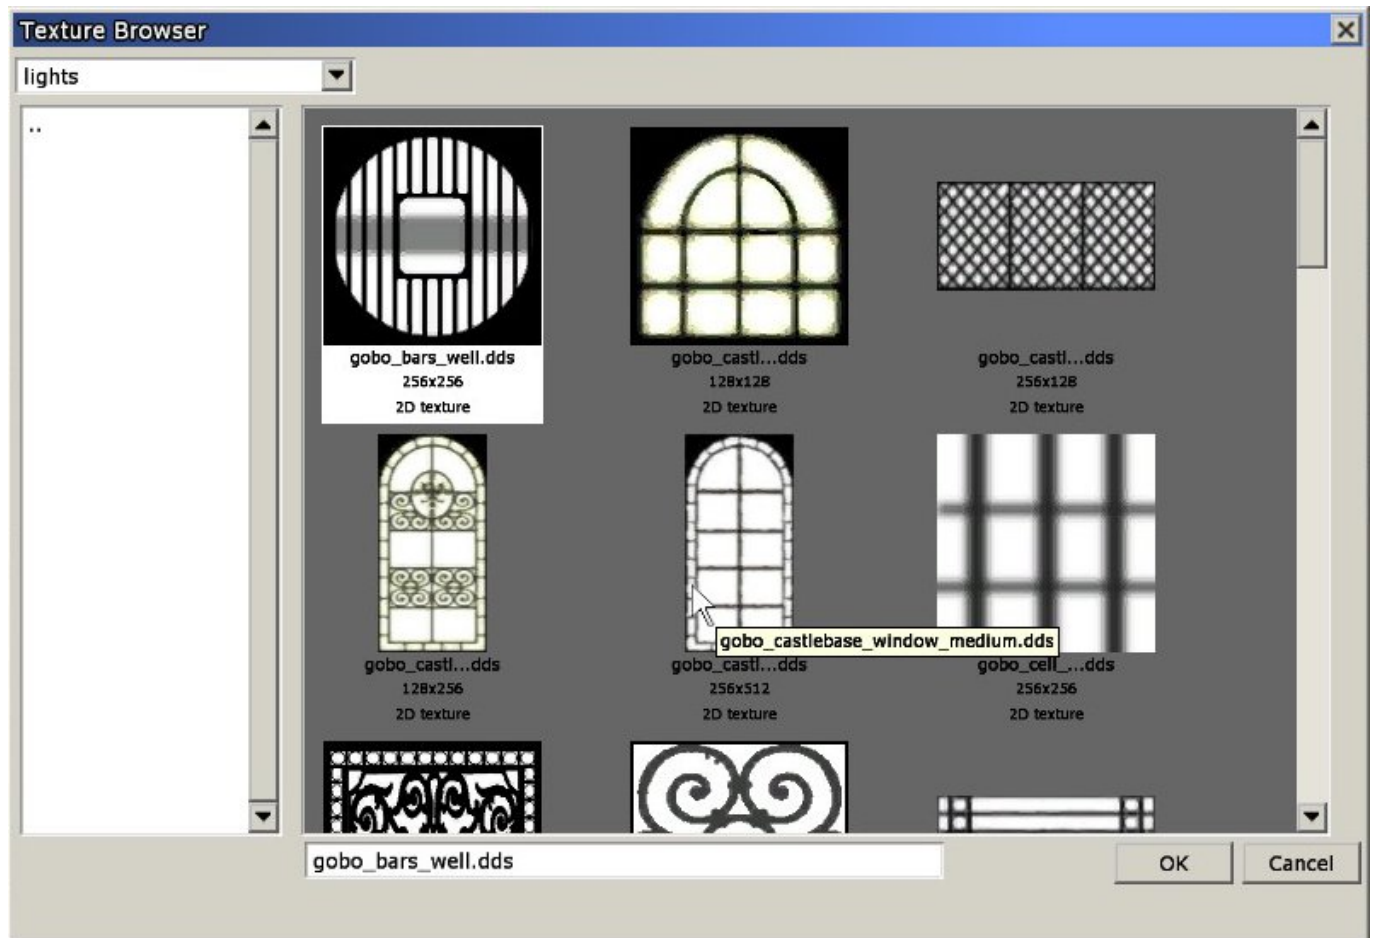 Texture Browser
lights
..
gobo_bars_well.dds
256x256
2D texture
gobo_castl...dds
128x128
2D texture
gobo_castl...dds
256x128
2D texture
gobo_castl...dds
128x256
2D texture
gobo_castlebase_window_medium.dds
gobo_castl...dds
256x512
2D texture
gobo_cell_...dds
256x256
2D texture
gobo_bars_well.dds
OK
Cancel